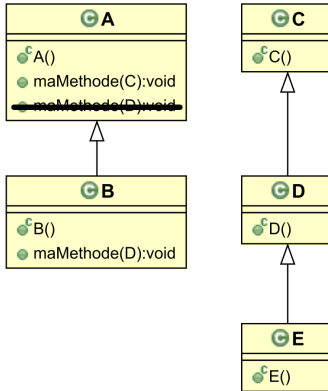 C A
C A()
maMethode(C):void
maMethode(D):void
C B
C B()
maMethode(D):void
C C
C C()
C D
C D()
C E
C E()